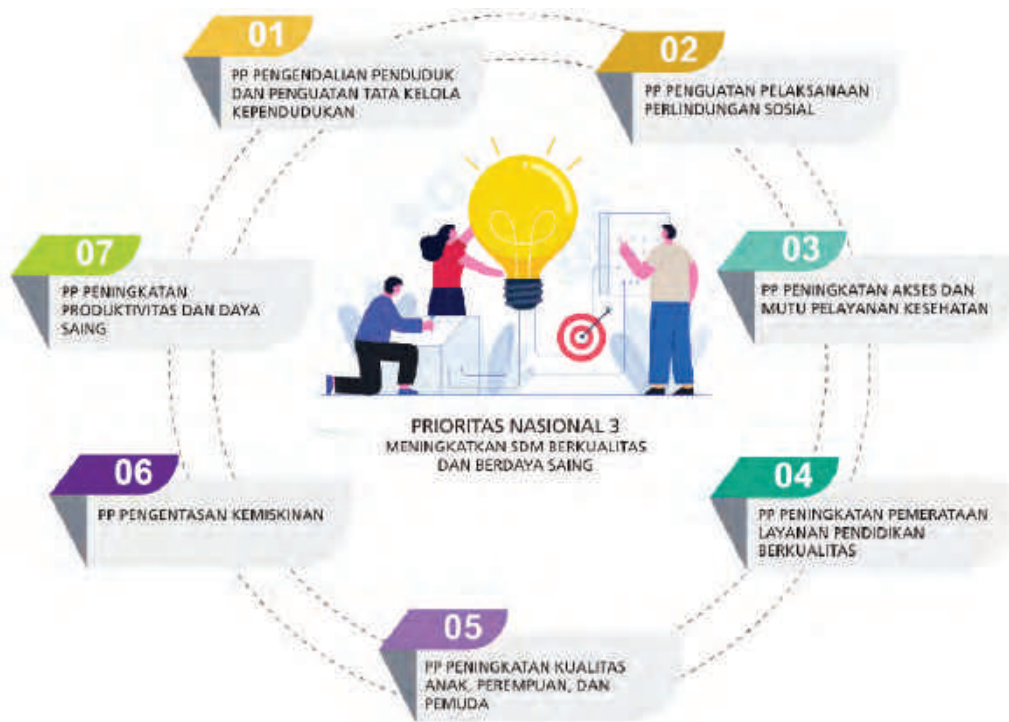 01
PP PENGENDALIAN PENDUDUK
DAN PENGUATAN TATA KELOLA
KEPENDUDUKAN
02
PP PENGUATAN PELAKSANAAN
PERLINDUNGAN SOSIAL
03
PP PENINGKATAN AKSES DAN
MUTU PELAYANAN KESEHATAN
04
PP PENINGKATAN PEMERATAAN
LAYANAN PENDIDIKAN
BERKUALITAS
05
PP PENINGKATAN KUALITAS
ANAK, PEREMPUAN, DAN
PEMUDA
06
PP PENGENTASAN KEMISKINAN
07
PP PENINGKATAN
PRODUKTIVITAS DAN DAYA
SAING
PRIORITAS NASIONAL 3
MENINGKATKAN SDM BERKUALITAS
DAN BERDAYA SAING